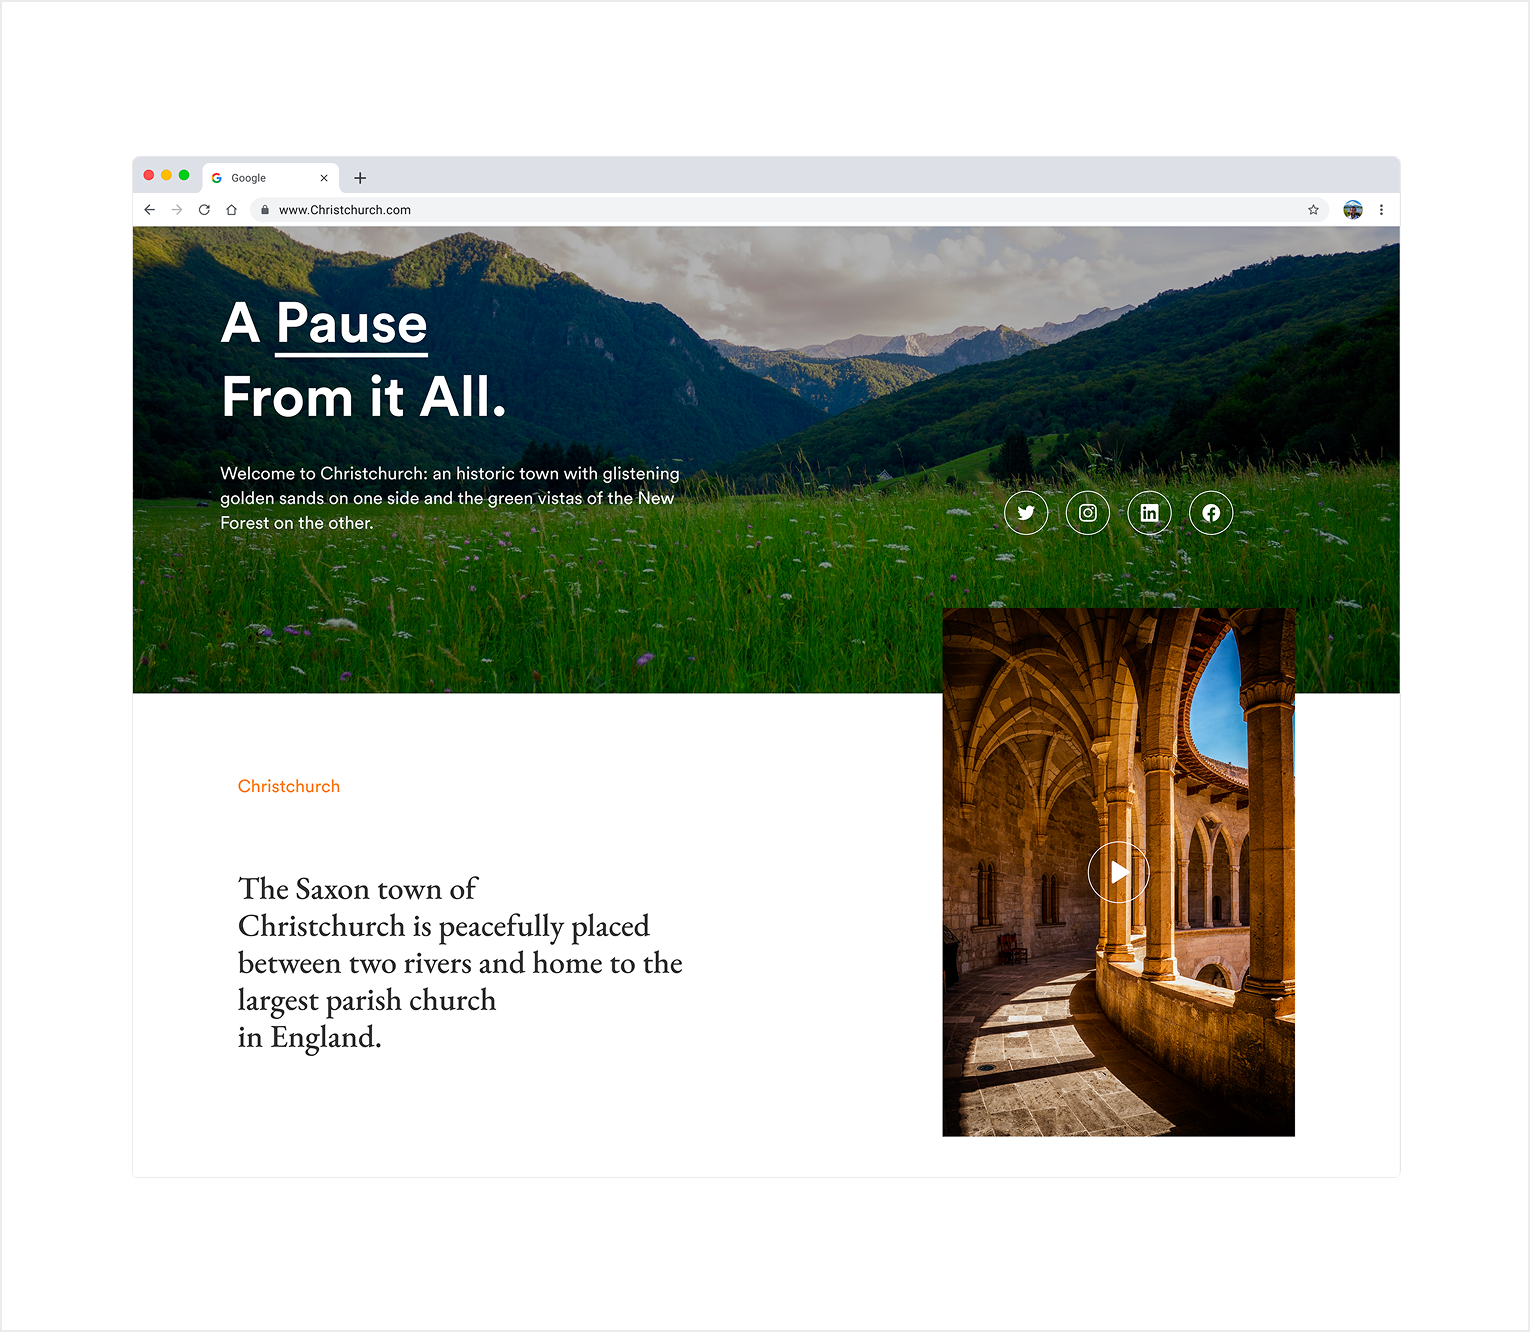 Google
www.Christchurch.com
A Pause
From it All.
Welcome to Christchurch: an historic town with glistening
golden sands on one side and the green vistas of the New
Forest on the other.
Christchurch
The Saxon town of
Christchurch is peacefully placed
between two rivers and home to the
largest parish church
in England.